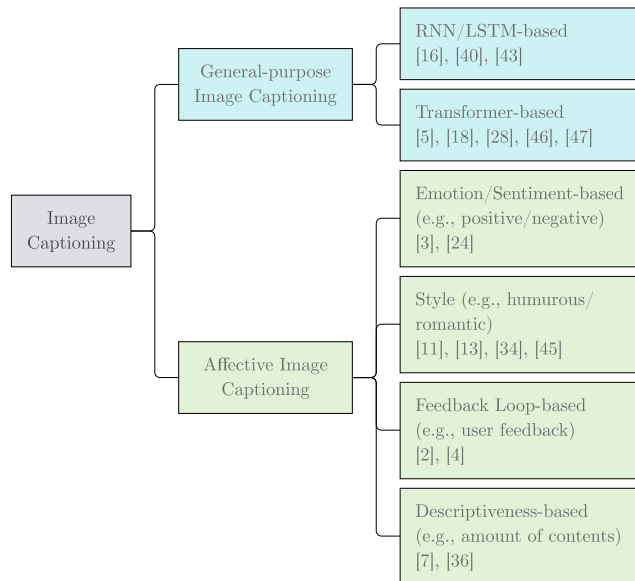 Image
Captioning
General-purpose
Image Captioning
RNN/LSTM-based
[16], [40], [43]
Transformer-based
[5], [18], [28], [46], [47]
Affective Image
Captioning
Emotion/Sentiment-based
(e.g., positive/negative)
[3], [24]
Style (e.g., humurous/
romantic)
[11], [13], [34], [45]
Feedback Loop-based
(e.g., user feedback)
[2], [4]
Descriptiveness-based
(e.g., amount of contents)
[7], [36]